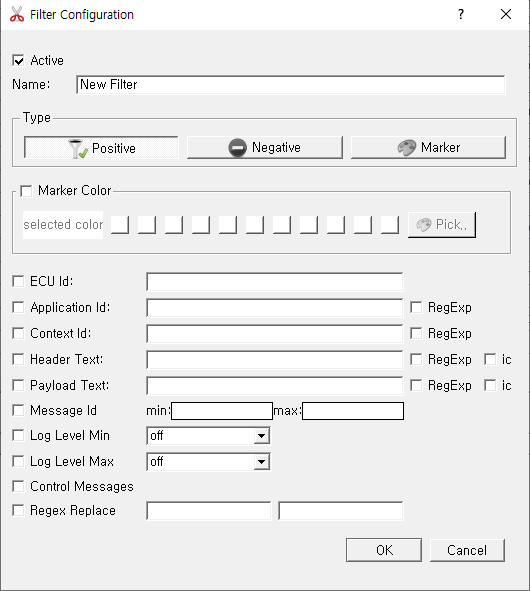 Filter Configuration ?
Active
Name: New Filter
Type
Positive Negative Marker
Marker Color
selected color Pick,,
ECU Id:
Application Id: RegExp
Context Id: RegExp
Header Text: RegExp ic
Payload Text: RegExp ic
Message Id min: max:
Log Level Min off
Log Level Max off
Control Messages
Regex Replace
OK Cancel